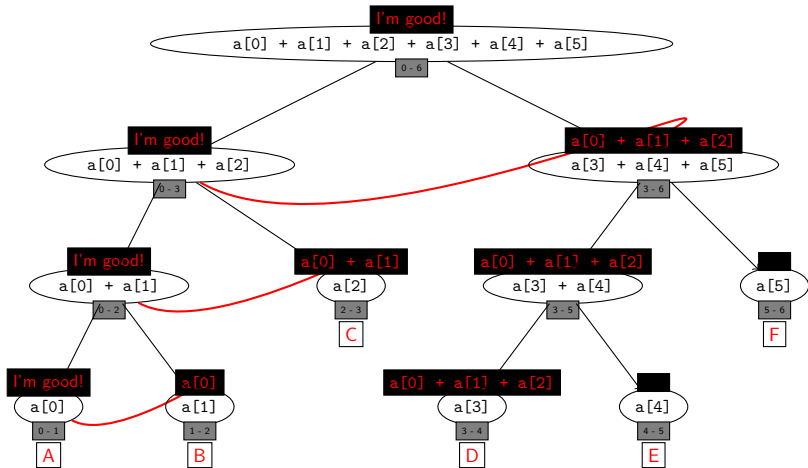 I'm good!
a[0] + a[1] + a[2] + a[3] + a[4] + a[5]
0 - 6
I'm good!
a[0] + a[1] + a[2]
a[0] + a[1] + a[2]
a[3] + a[4] + a[5]
0 - 3
3 - 6
I'm good!
a[0] + a[1]
a[0] + a[1] + a[2]
a[0] + a[1]
a[2]
a[3] + a[4]
a[5]
0 - 2
2 - 3
3 - 5
5 - 6
C
F
I'm good!
a[0]
a[0] + a[1] + a[2]
a[0]
a[1]
a[3]
a[4]
0 - 1
1 - 2
3 - 4
4 - 5
A
B
D
E